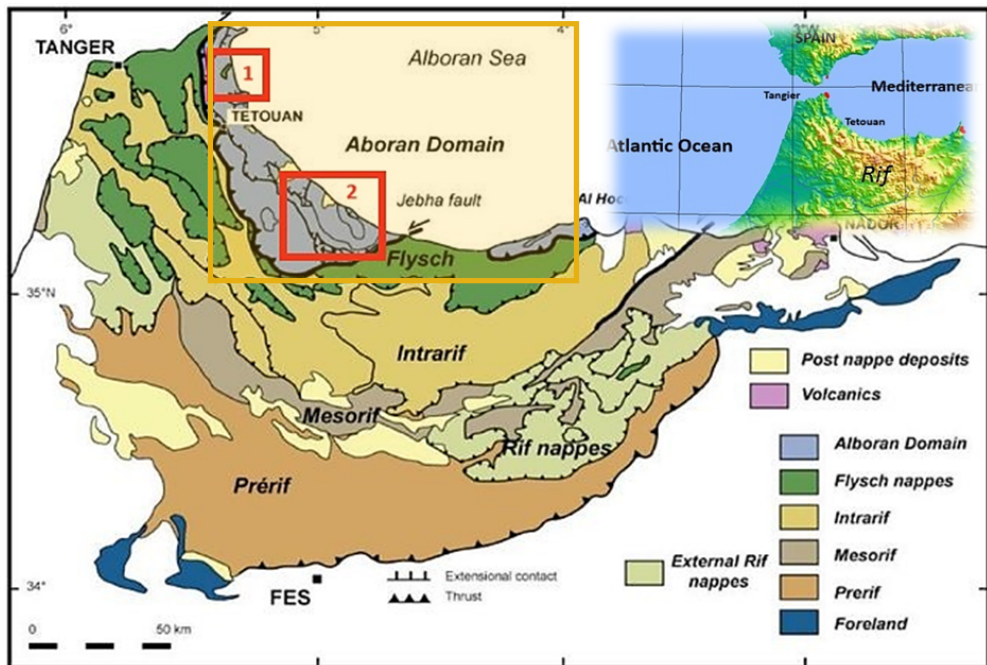 6°
5°
4°
3°W
TANGER
Alboran Sea
1
TETOUAN
Aboran Domain
2
Jebha fault
Al Hoc
Flysch
SPAIN
Tangier
Mediterranean
Tetouan
Atlantic Ocean
Rif
NADOR
35°N
Intrarif
Mesorif
Rif nappes
Prérif
34°
FES
0 50 km
Extensional contact
Thrust
Post nappe deposits
Volcanics
Alboran Domain
Flysch nappes
Intrarif
Mesorif
Prerif
Foreland
External Rif
nappes